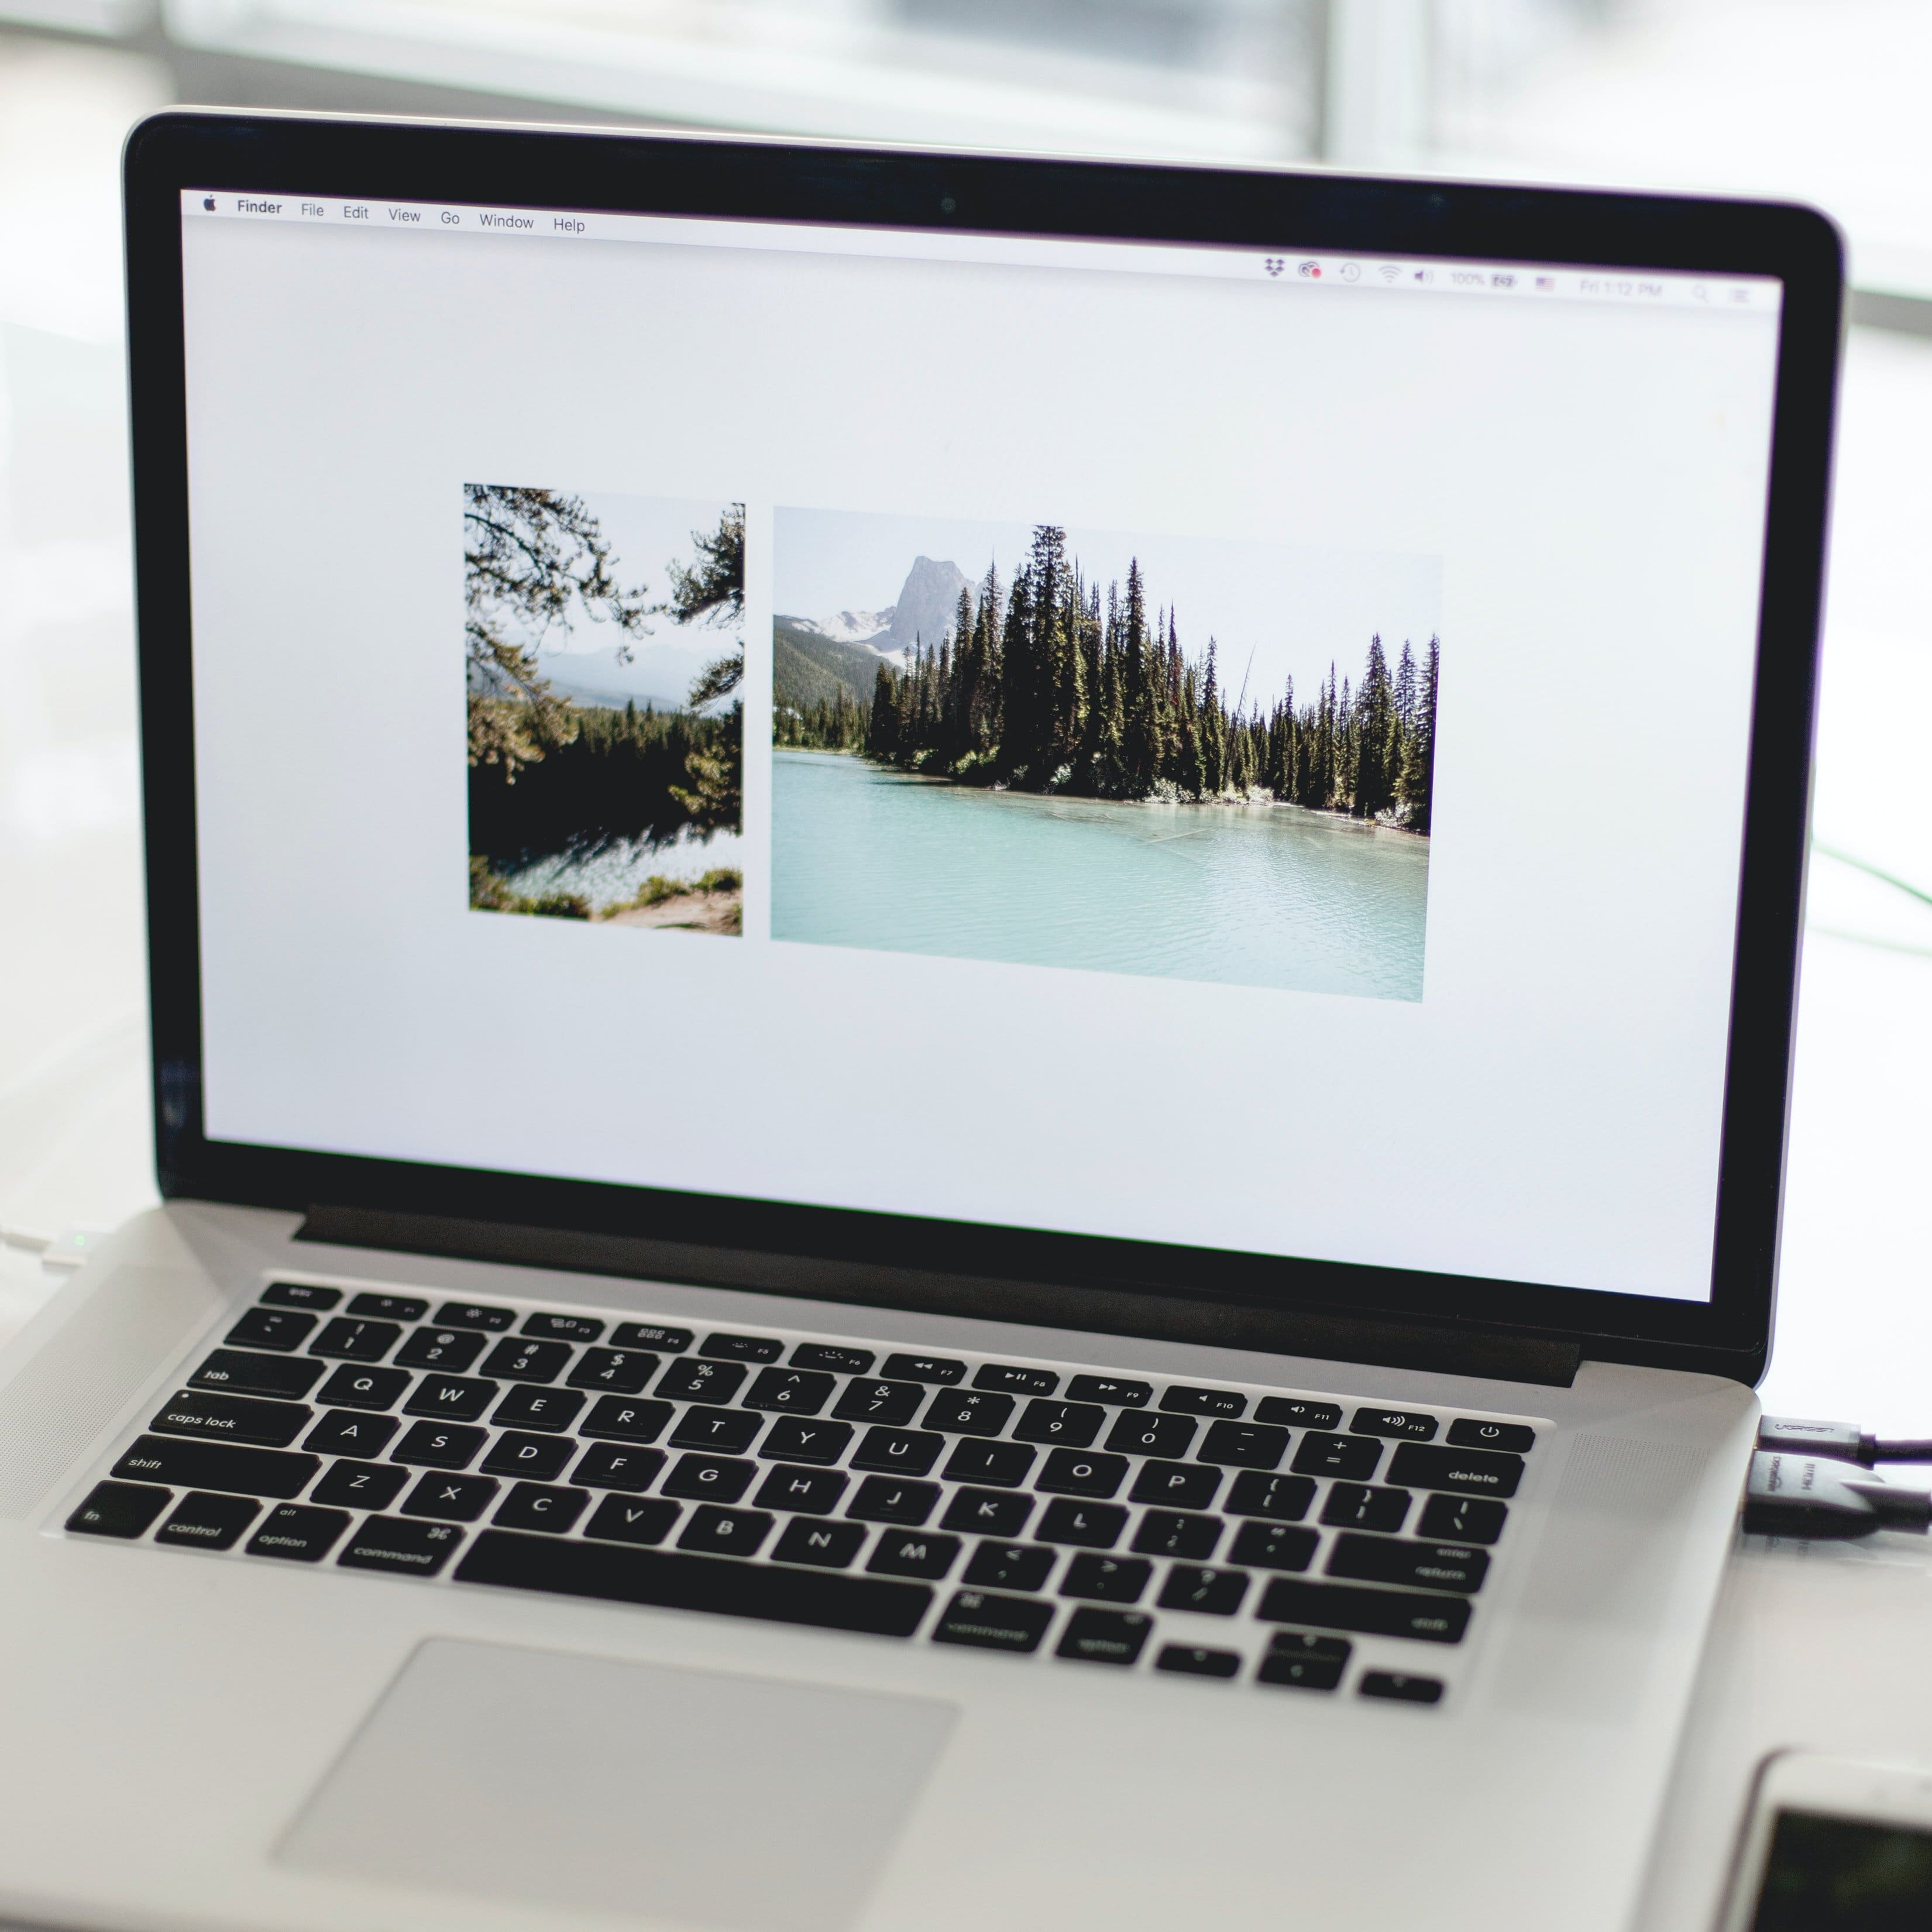 Finder File Edit View Go Window Help
100% Fri 1:12 PM
F1 F2 F3 F4 F5 F6 F7 F8 F9 F10 F11 F12
~ ` ! 1 @ 2 # 3 $ 4 % 5 ^ 6 & 7 * 8 ( 9 ) 0 _ - + = delete
tab Q W E R T Y U I O P { [ } ] | \
caps lock A S D F G H J K L : ; " ' enter return
shift Z X C V B N M < , > . ? / shift
fn control alt option ⌘ command ⌘ command alt option
UGREEN
HDMI